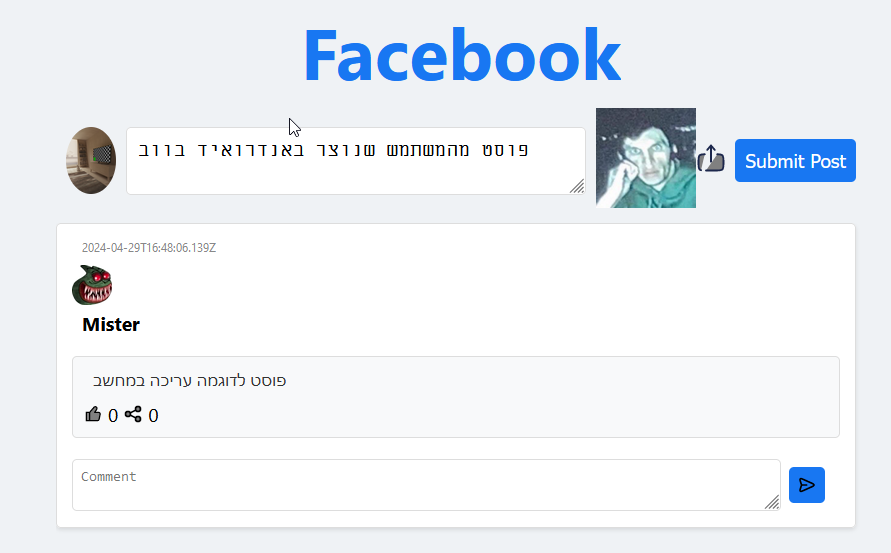 Facebook
פוסט מהמשתמש שנוצר באנדרואיד בווב
Submit Post
2024-04-29T16:48:06.139Z
Mister
פוסט לדוגמה עריכה במחשב
0 0
Comment